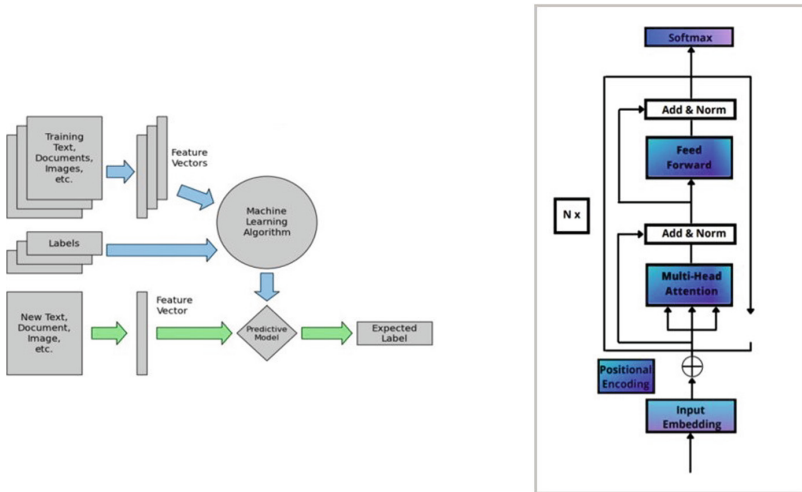 Training
Text,
Documents,
Images,
etc.
Feature
Vectors
Machine
Learning
Algorithm
Labels
New Text,
Document,
Image,
etc.
Feature
Vector
Predictive
Model
Expected
Label
Softmax
Add & Norm
Feed
Forward
N x
Add & Norm
Multi-Head
Attention
Positional
Encoding
Input
Embedding